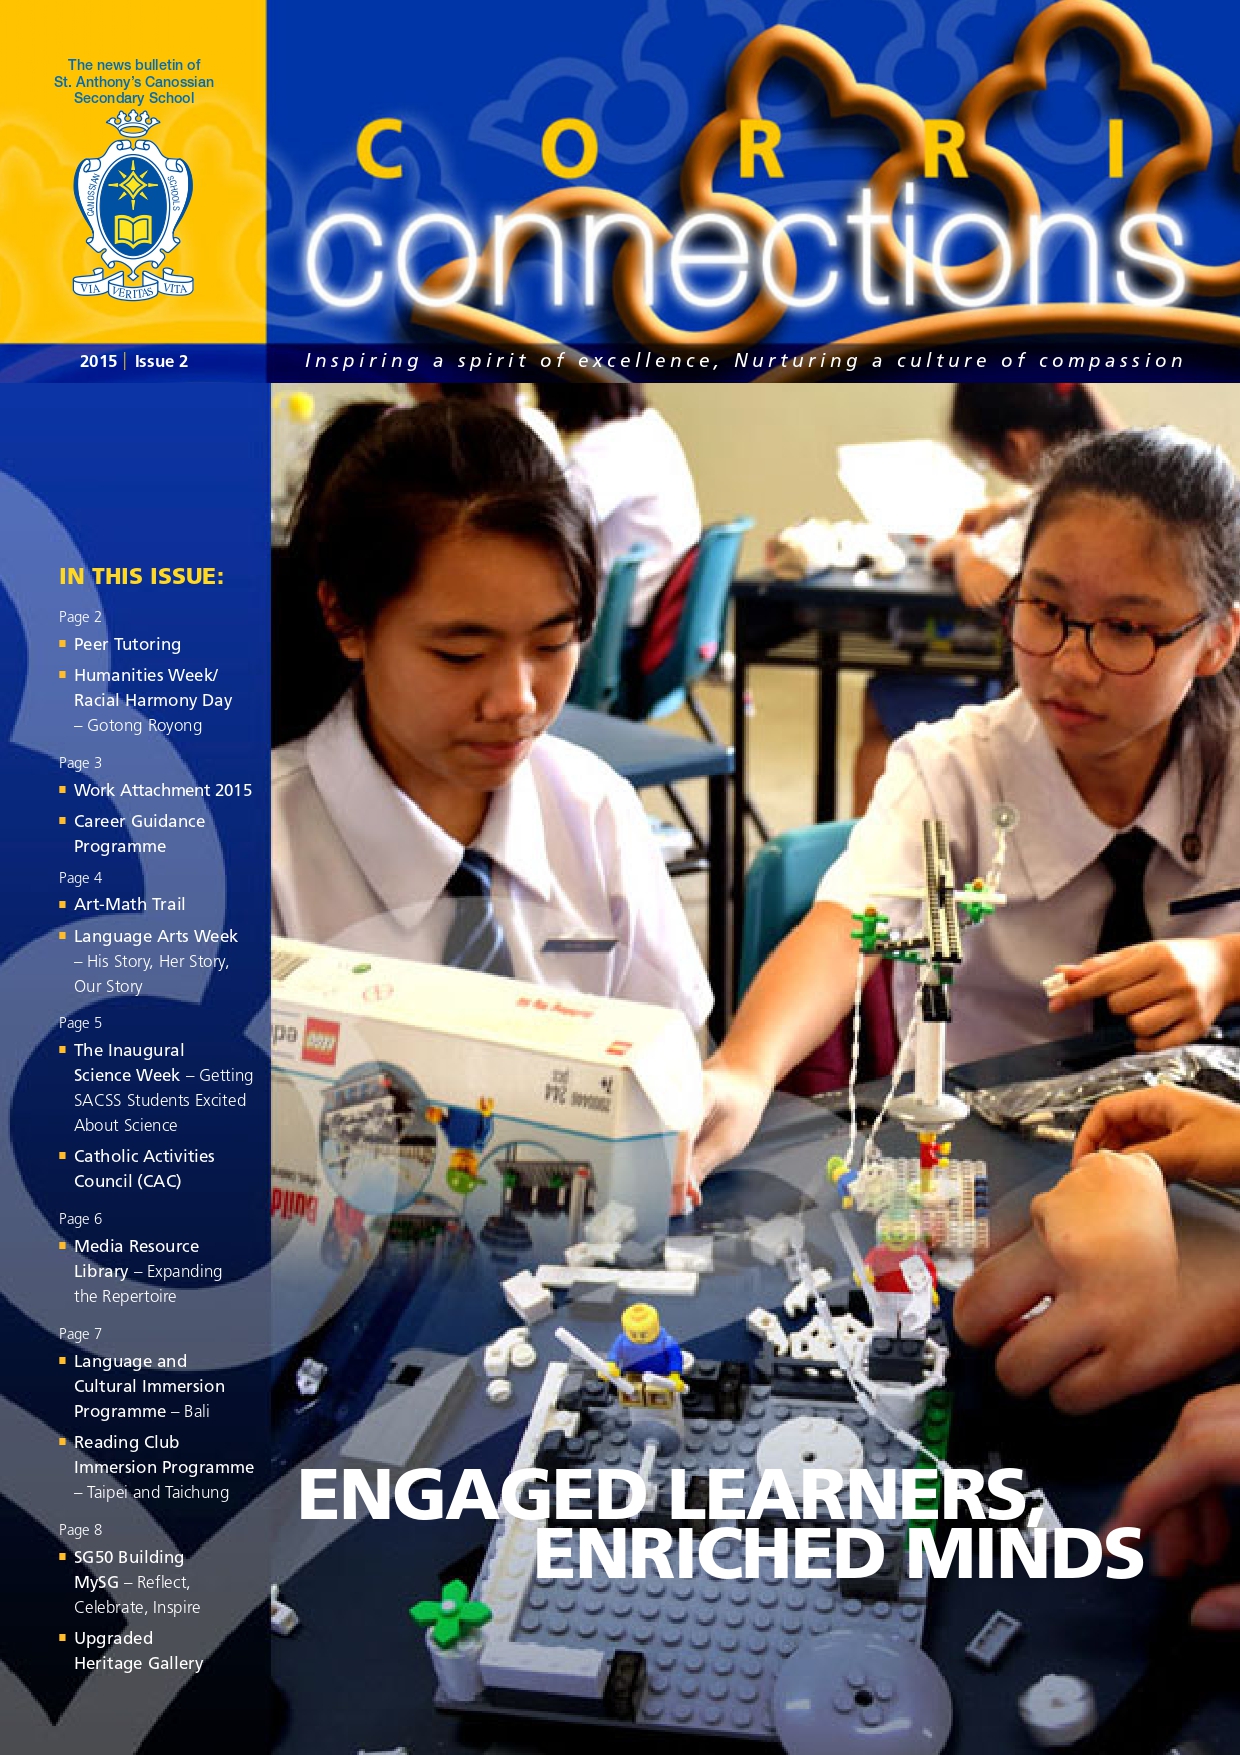 The news bulletin of
St. Anthony's Canossian
Secondary School
CANOSSIAN SCHOOLS
VIA VERITAS VITA
C O R R I
connections
2015 | Issue 2
Inspiring a spirit of excellence, Nurturing a culture of compassion
IN THIS ISSUE:
Page 2
Peer Tutoring
Humanities Week/
Racial Harmony Day
– Gotong Royong
Page 3
Work Attachment 2015
Career Guidance
Programme
Page 4
Art-Math Trail
Language Arts Week
– His Story, Her Story,
Our Story
Page 5
The Inaugural
Science Week – Getting
SACSS Students Excited
About Science
Catholic Activities
Council (CAC)
Page 6
Media Resource
Library – Expanding
the Repertoire
Page 7
Language and
Cultural Immersion
Programme – Bali
Reading Club
Immersion Programme
– Taipei and Taichung
Page 8
SG50 Building
MySG – Reflect,
Celebrate, Inspire
Upgraded
Heritage Gallery
LEGO
244
Build
ENGAGED LEARNERS,
ENRICHED MINDS